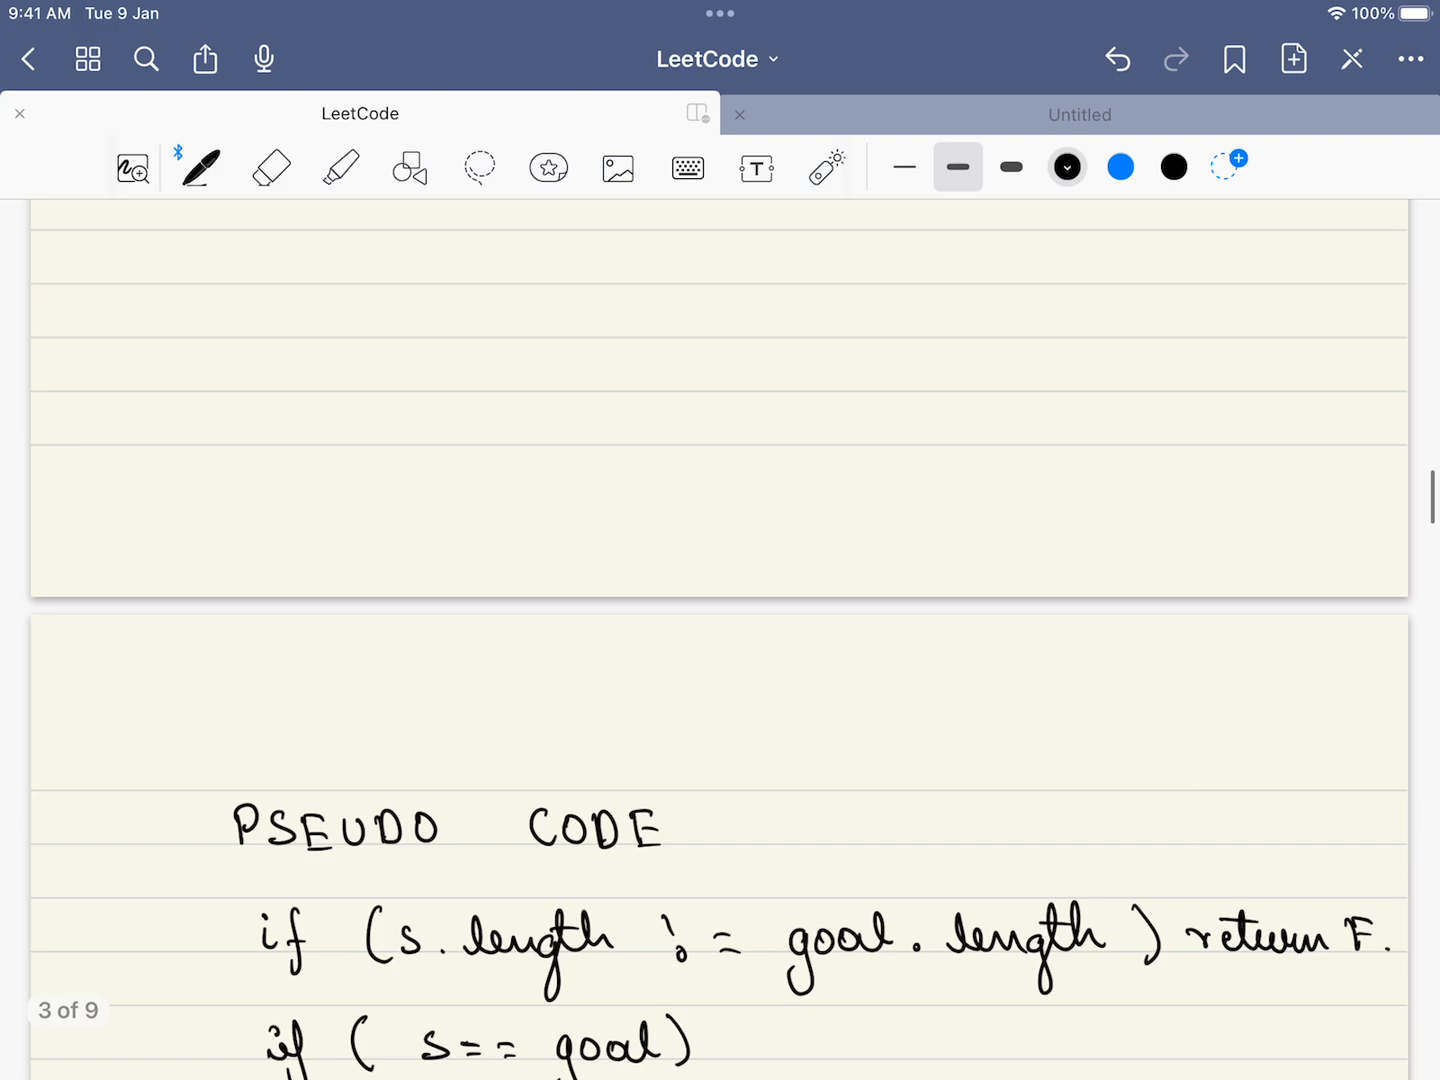 9:41 AM Tue 9 Jan 100%
LeetCode
LeetCode Untitled
T
PSEUDO CODE
if (s.length != goal.length) return F.
3 of 9
if (s == goal)